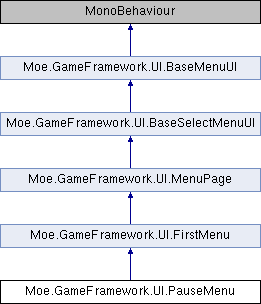 MonoBehaviour
Moe.GameFramework.UI.BaseMenuUI
Moe.GameFramework.UI.BaseSelectMenuUI
Moe.GameFramework.UI.MenuPage
Moe.GameFramework.UI.FirstMenu
Moe.GameFramework.UI.PauseMenu